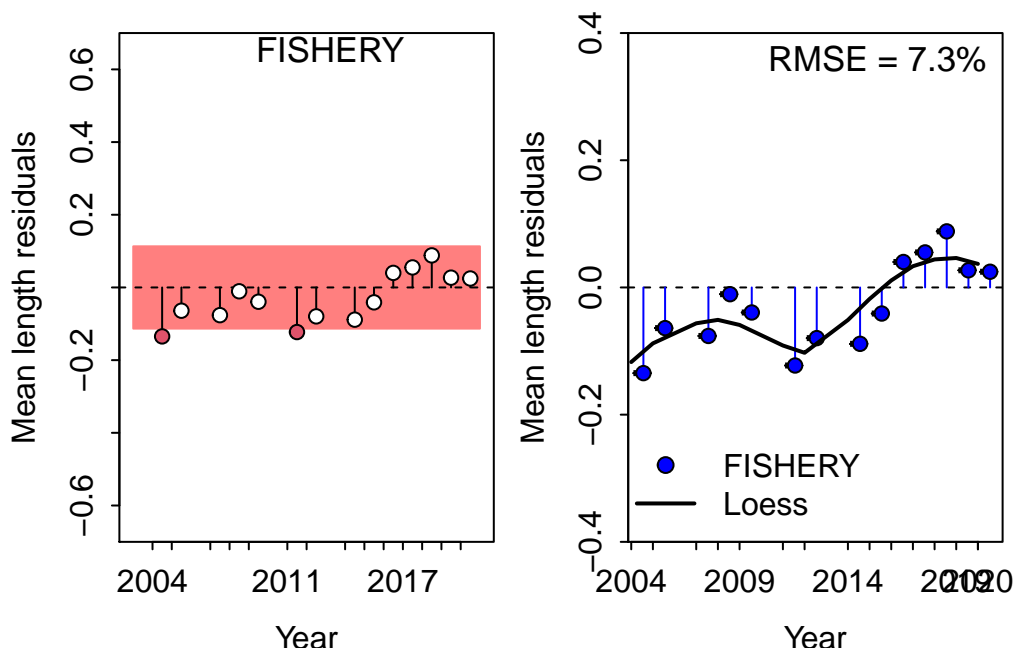 FISHERY
Mean length residuals
0.6
0.4
0.2
−0.2
−0.6
2004 2011 2017
Year
RMSE = 7.3%
Mean length residuals
0.4
0.2
0.0
−0.2
−0.4
FISHERY
Loess
2004 2009 2014 2019 2020
Year